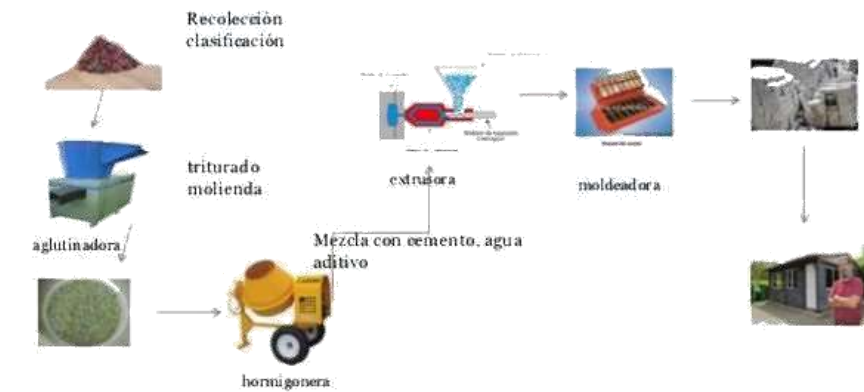 Recolección
clasificación
triturado
molienda
aglutinadora
Mezcla con cemento, agua
aditivo
hormigonera
extrusora
moldeadora